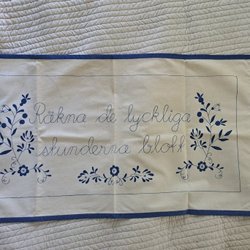 Räkna de lyckliga
stunderna blott